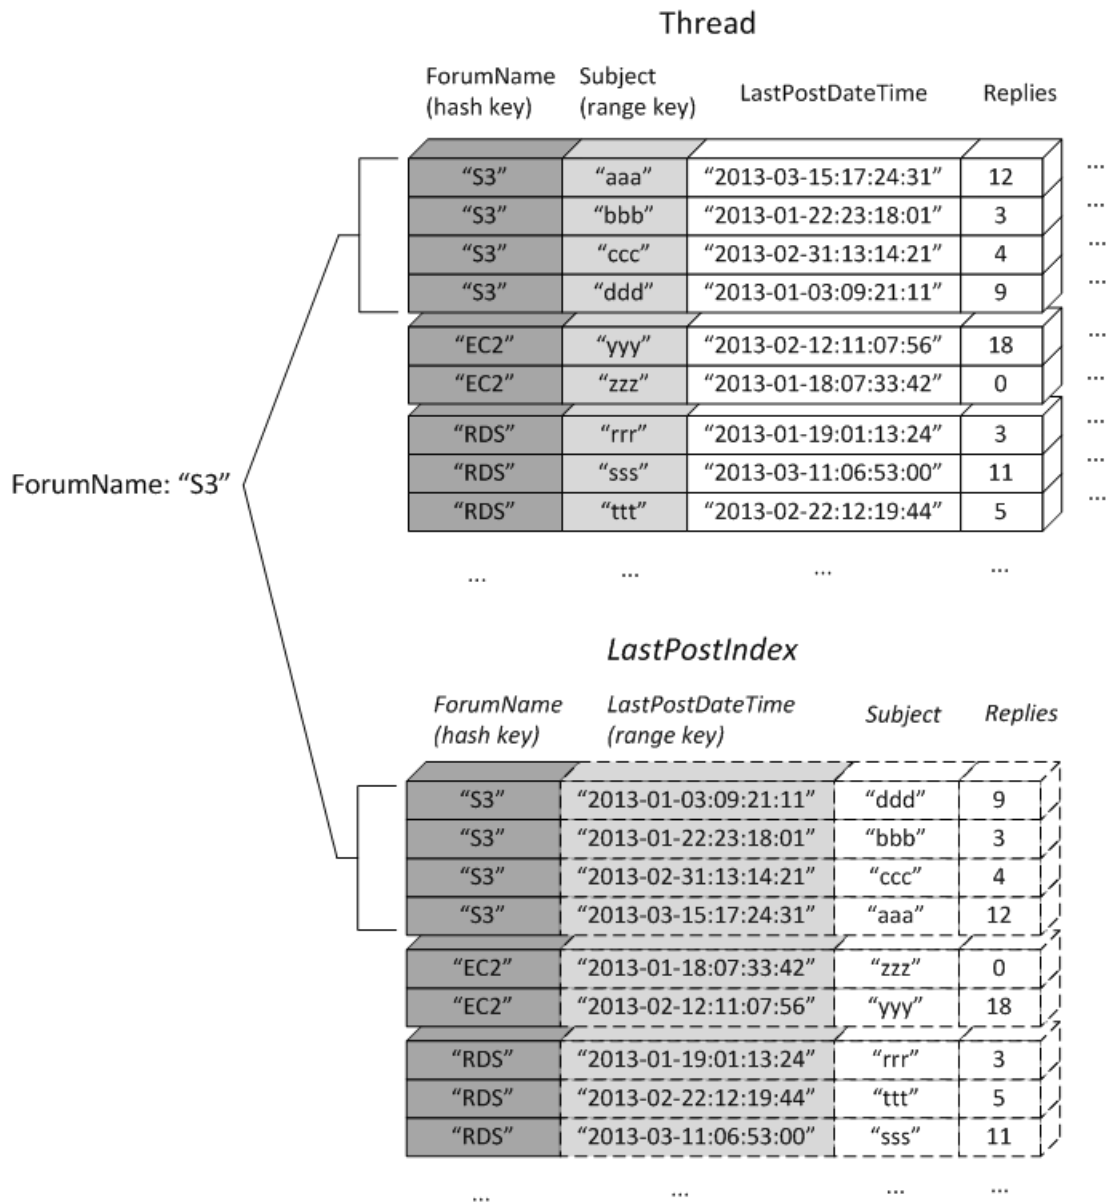 Thread
ForumName (hash key) Subject (range key) LastPostDateTime Replies
“S3” “aaa” “2013-03-15:17:24:31” 12 ...
“S3” “bbb” “2013-01-22:23:18:01” 3 ...
“S3” “ccc” “2013-02-31:13:14:21” 4 ...
“S3” “ddd” “2013-01-03:09:21:11” 9 ...
“EC2” “yyy” “2013-02-12:11:07:56” 18 ...
“EC2” “zzz” “2013-01-18:07:33:42” 0 ...
“RDS” “rrr” “2013-01-19:01:13:24” 3 ...
“RDS” “sss” “2013-03-11:06:53:00” 11 ...
“RDS” “ttt” “2013-02-22:12:19:44” 5 ...
... ... ... ...
ForumName: “S3”
LastPostIndex
ForumName (hash key) LastPostDateTime (range key) Subject Replies
“S3” “2013-01-03:09:21:11” “ddd” 9
“S3” “2013-01-22:23:18:01” “bbb” 3
“S3” “2013-02-31:13:14:21” “ccc” 4
“S3” “2013-03-15:17:24:31” “aaa” 12
“EC2” “2013-01-18:07:33:42” “zzz” 0
“EC2” “2013-02-12:11:07:56” “yyy” 18
“RDS” “2013-01-19:01:13:24” “rrr” 3
“RDS” “2013-02-22:12:19:44” “ttt” 5
“RDS” “2013-03-11:06:53:00” “sss” 11
... ... ... ...